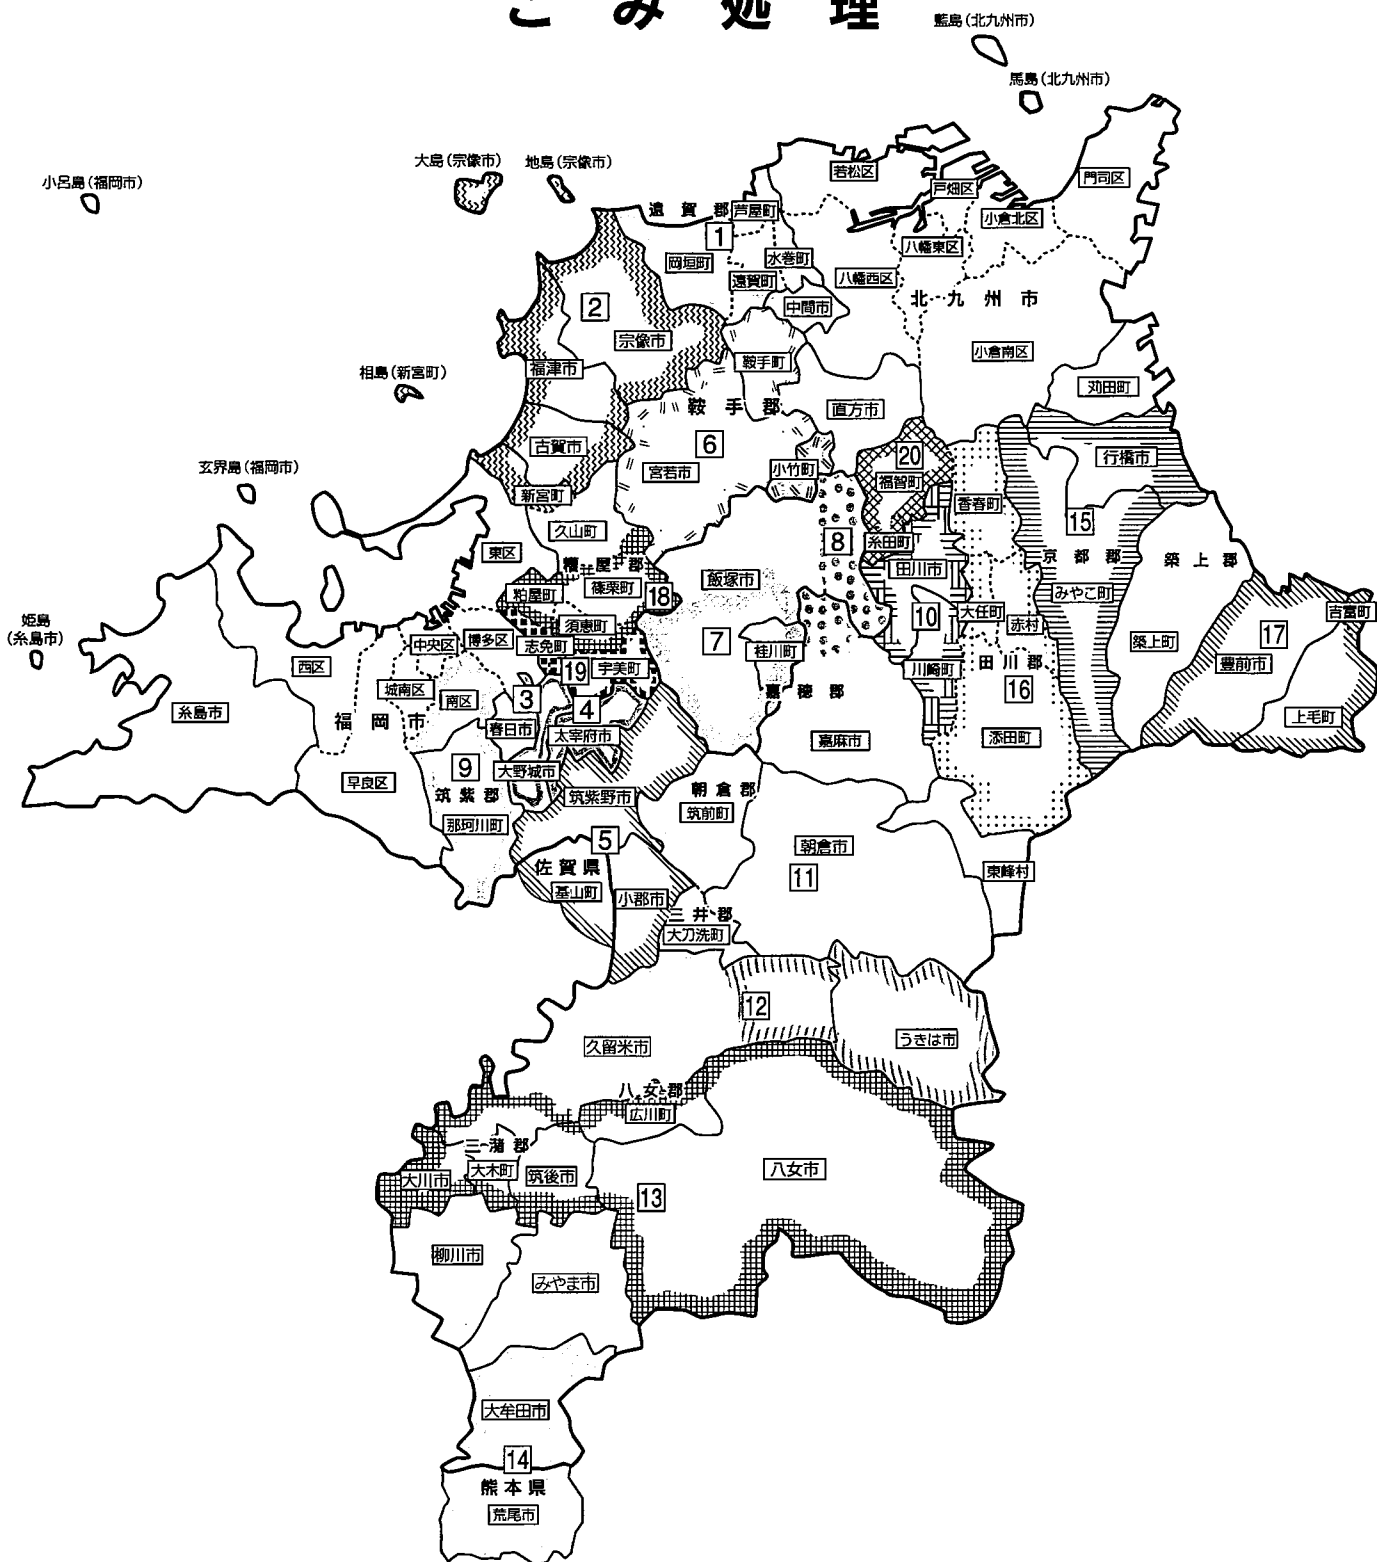 ごみ処理
藍島(北九州市)
馬島(北九州市)
大島(宗像市)
地島(宗像市)
小呂島(福岡市)
若松区
戸畑区
門司区
遠賀郡
芦屋町
小倉北区
1
八幡東区
岡垣町
水巻町
遠賀町
八幡西区
北九州市
2
中間市
宗像市
小倉南区
鞍手町
福津市
相島(新宮町)
苅田町
鞍手郡
直方市
古賀市
6
20
行橋市
玄界島(福岡市)
宮若市
小竹町
福智町
新宮町
香春町
15
久山町
8
糸田町
東区
糟屋郡
京都郡
築上郡
飯塚市
田川市
粕屋町
篠栗町
18
みやこ町
吉富町
姫島
(糸島市)
須恵町
10
大任町
赤村
17
中央区
博多区
志免町
7
桂川町
築上町
西区
19
宇美町
川崎町
田川郡
豊前市
城南区
南区
3
嘉穂郡
16
糸島市
福岡市
4
春日市
太宰府市
嘉麻市
添田町
上毛町
9
大野城市
早良区
筑紫郡
筑紫野市
朝倉郡
筑前町
那珂川町
5
朝倉市
佐賀県
東峰村
11
基山町
小郡市
三井郡
大刀洗町
12
久留米市
うきは市
八女郡
広川町
三潴郡
大川市
大木町
筑後市
八女市
13
柳川市
みやま市
大牟田市
14
熊本県
荒尾市